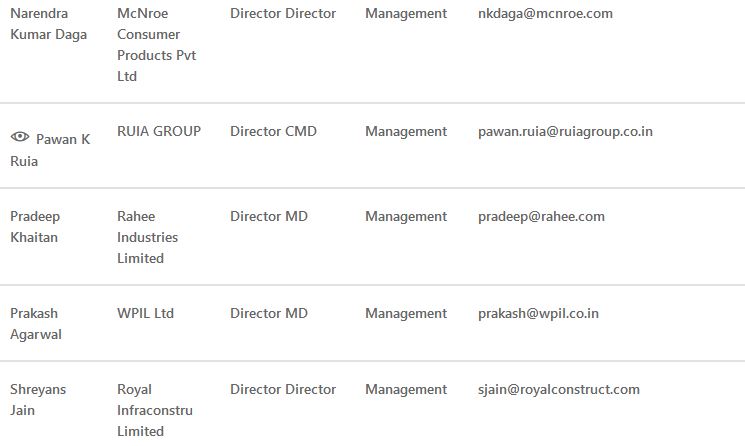 Narendra McNroe Director Director Management nkdaga@mcnroe.com
Kumar Daga Consumer
Products Pvt
Ltd
Pawan K RUIA GROUP Director CMD Management pawan.ruia@ruiagroup.co.in
Ruia
Pradeep Rahee Director MD Management pradeep@rahee.com
Khaitan Industries
Limited
Prakash WPIL Ltd Director MD Management prakash@wpil.co.in
Agarwal
Shreyans Royal Director Director Management sjain@royalconstruct.com
Jain Infraconstru
Limited